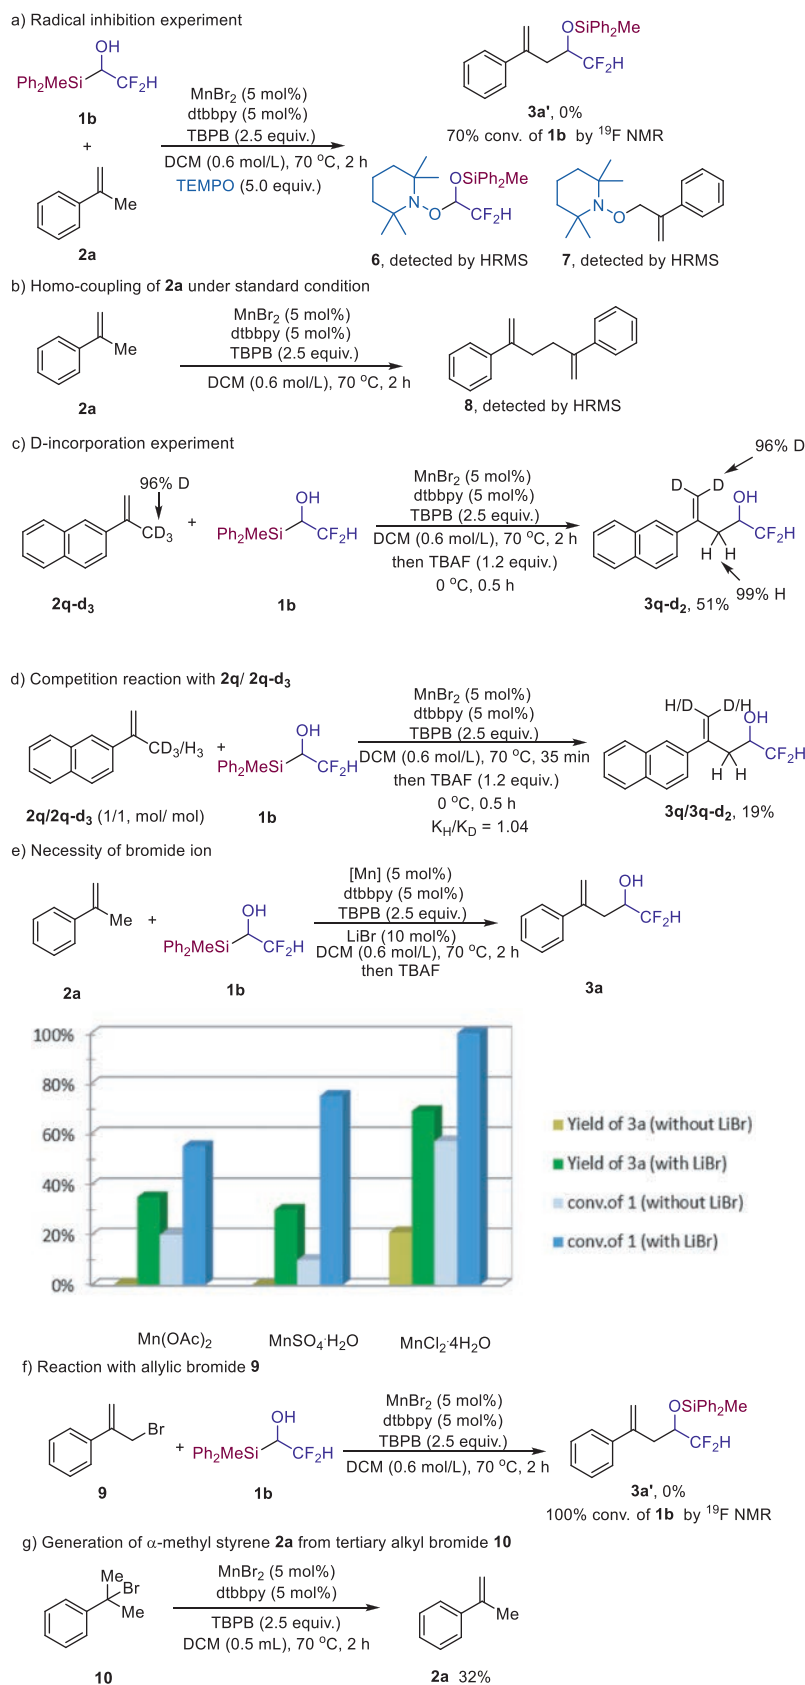 a) Radical inhibition experiment
OH
Ph2MeSi
CF2H
1b
+
Me
2a
MnBr2 (5 mol%)
dtbbpy (5 mol%)
TBPB (2.5 equiv.)
DCM (0.6 mol/L), 70 oC, 2 h
TEMPO (5.0 equiv.)
OSiPh2Me
CF2H
3a', 0%
70% conv. of 1b by 19F NMR
OSiPh2Me
N
O
CF2H
6, detected by HRMS
N
O
7, detected by HRMS
b) Homo-coupling of 2a under standard condition
Me
2a
MnBr2 (5 mol%)
dtbbpy (5 mol%)
TBPB (2.5 equiv.)
DCM (0.6 mol/L), 70 oC, 2 h
8, detected by HRMS
c) D-incorporation experiment
96% D
CD3
2q-d3
+
OH
Ph2MeSi
CF2H
1b
MnBr2 (5 mol%)
dtbbpy (5 mol%)
TBPB (2.5 equiv.)
DCM (0.6 mol/L), 70 oC, 2 h
then TBAF (1.2 equiv.)
0 oC, 0.5 h
96% D
D D
OH
CF2H
H H
99% H
3q-d2, 51%
d) Competition reaction with 2q/ 2q-d3
CD3/H3
2q/2q-d3 (1/1, mol/ mol)
+
OH
Ph2MeSi
CF2H
1b
MnBr2 (5 mol%)
dtbbpy (5 mol%)
TBPB (2.5 equiv.)
DCM (0.6 mol/L), 70 oC, 35 min
then TBAF (1.2 equiv.)
0 oC, 0.5 h
KH/KD = 1.04
H/D D/H
OH
CF2H
H H
3q/3q-d2, 19%
e) Necessity of bromide ion
Me
2a
+
OH
Ph2MeSi
CF2H
1b
[Mn] (5 mol%)
dtbbpy (5 mol%)
TBPB (2.5 equiv.)
LiBr (10 mol%)
DCM (0.6 mol/L), 70 oC, 2 h
then TBAF
OH
CF2H
3a
100%
80%
60%
40%
20%
0%
Yield of 3a (without LiBr)
Yield of 3a (with LiBr)
conv.of 1 (without LiBr)
conv.of 1 (with LiBr)
Mn(OAc)2
MnSO4·H2O
MnCl2·4H2O
f) Reaction with allylic bromide 9
Br
9
+
OH
Ph2MeSi
CF2H
1b
MnBr2 (5 mol%)
dtbbpy (5 mol%)
TBPB (2.5 equiv.)
DCM (0.6 mol/L), 70 oC, 2 h
OSiPh2Me
CF2H
3a', 0%
100% conv. of 1b by 19F NMR
g) Generation of α-methyl styrene 2a from tertiary alkyl bromide 10
Me
Br
Me
10
MnBr2 (5 mol%)
dtbbpy (5 mol%)
TBPB (2.5 equiv.)
DCM (0.5 mL), 70 oC, 2 h
Me
2a 32%